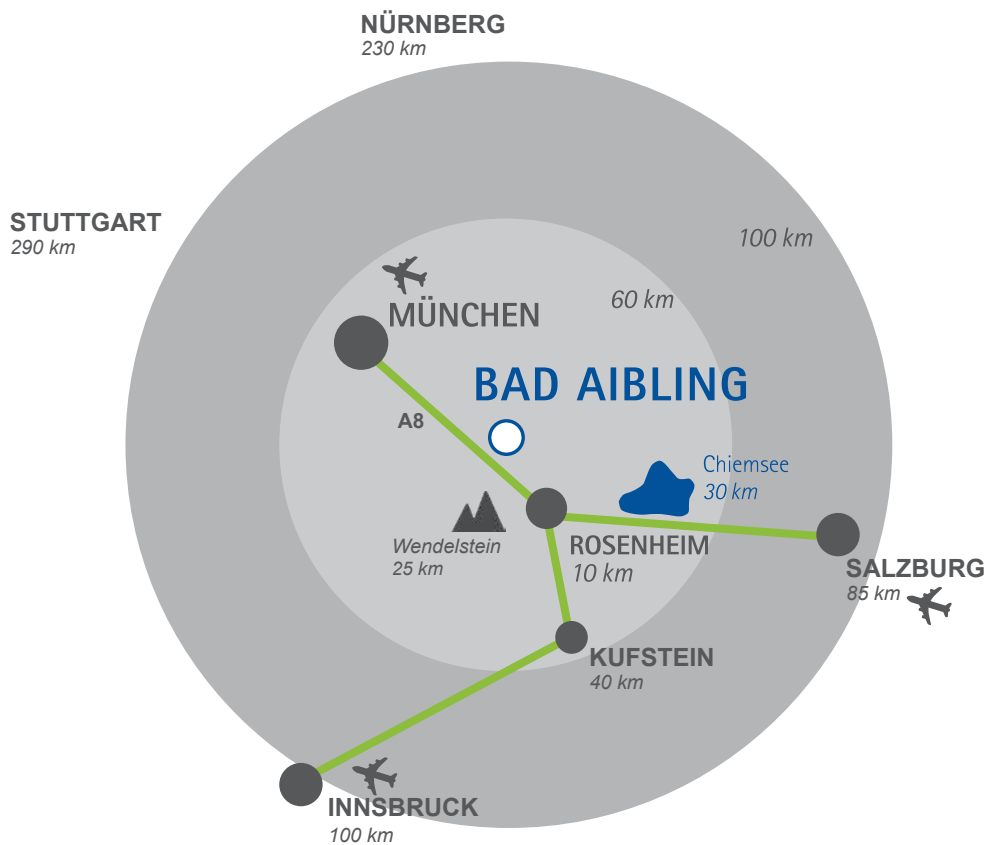 NÜRNBERG
230 km
STUTTGART
290 km
100 km
60 km
MÜNCHEN
BAD AIBLING
A8
Chiemsee
30 km
Wendelstein
25 km
ROSENHEIM
10 km
SALZBURG
85 km
KUFSTEIN
40 km
INNSBRUCK
100 km